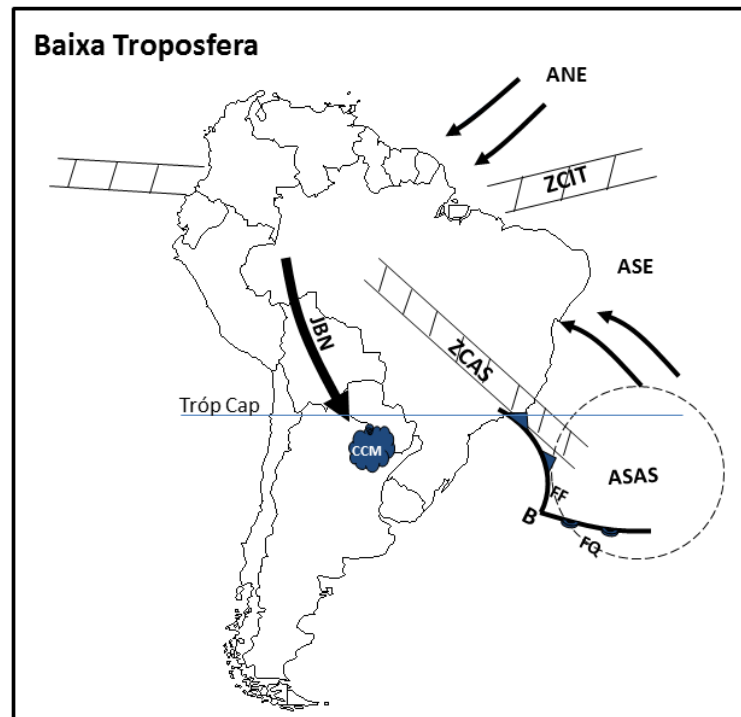 Baixa Troposfera
ANE
ZCIT
ASE
JBN
ZCAS
Tróp Cap
CCM
ASAS
FF
B
FQ